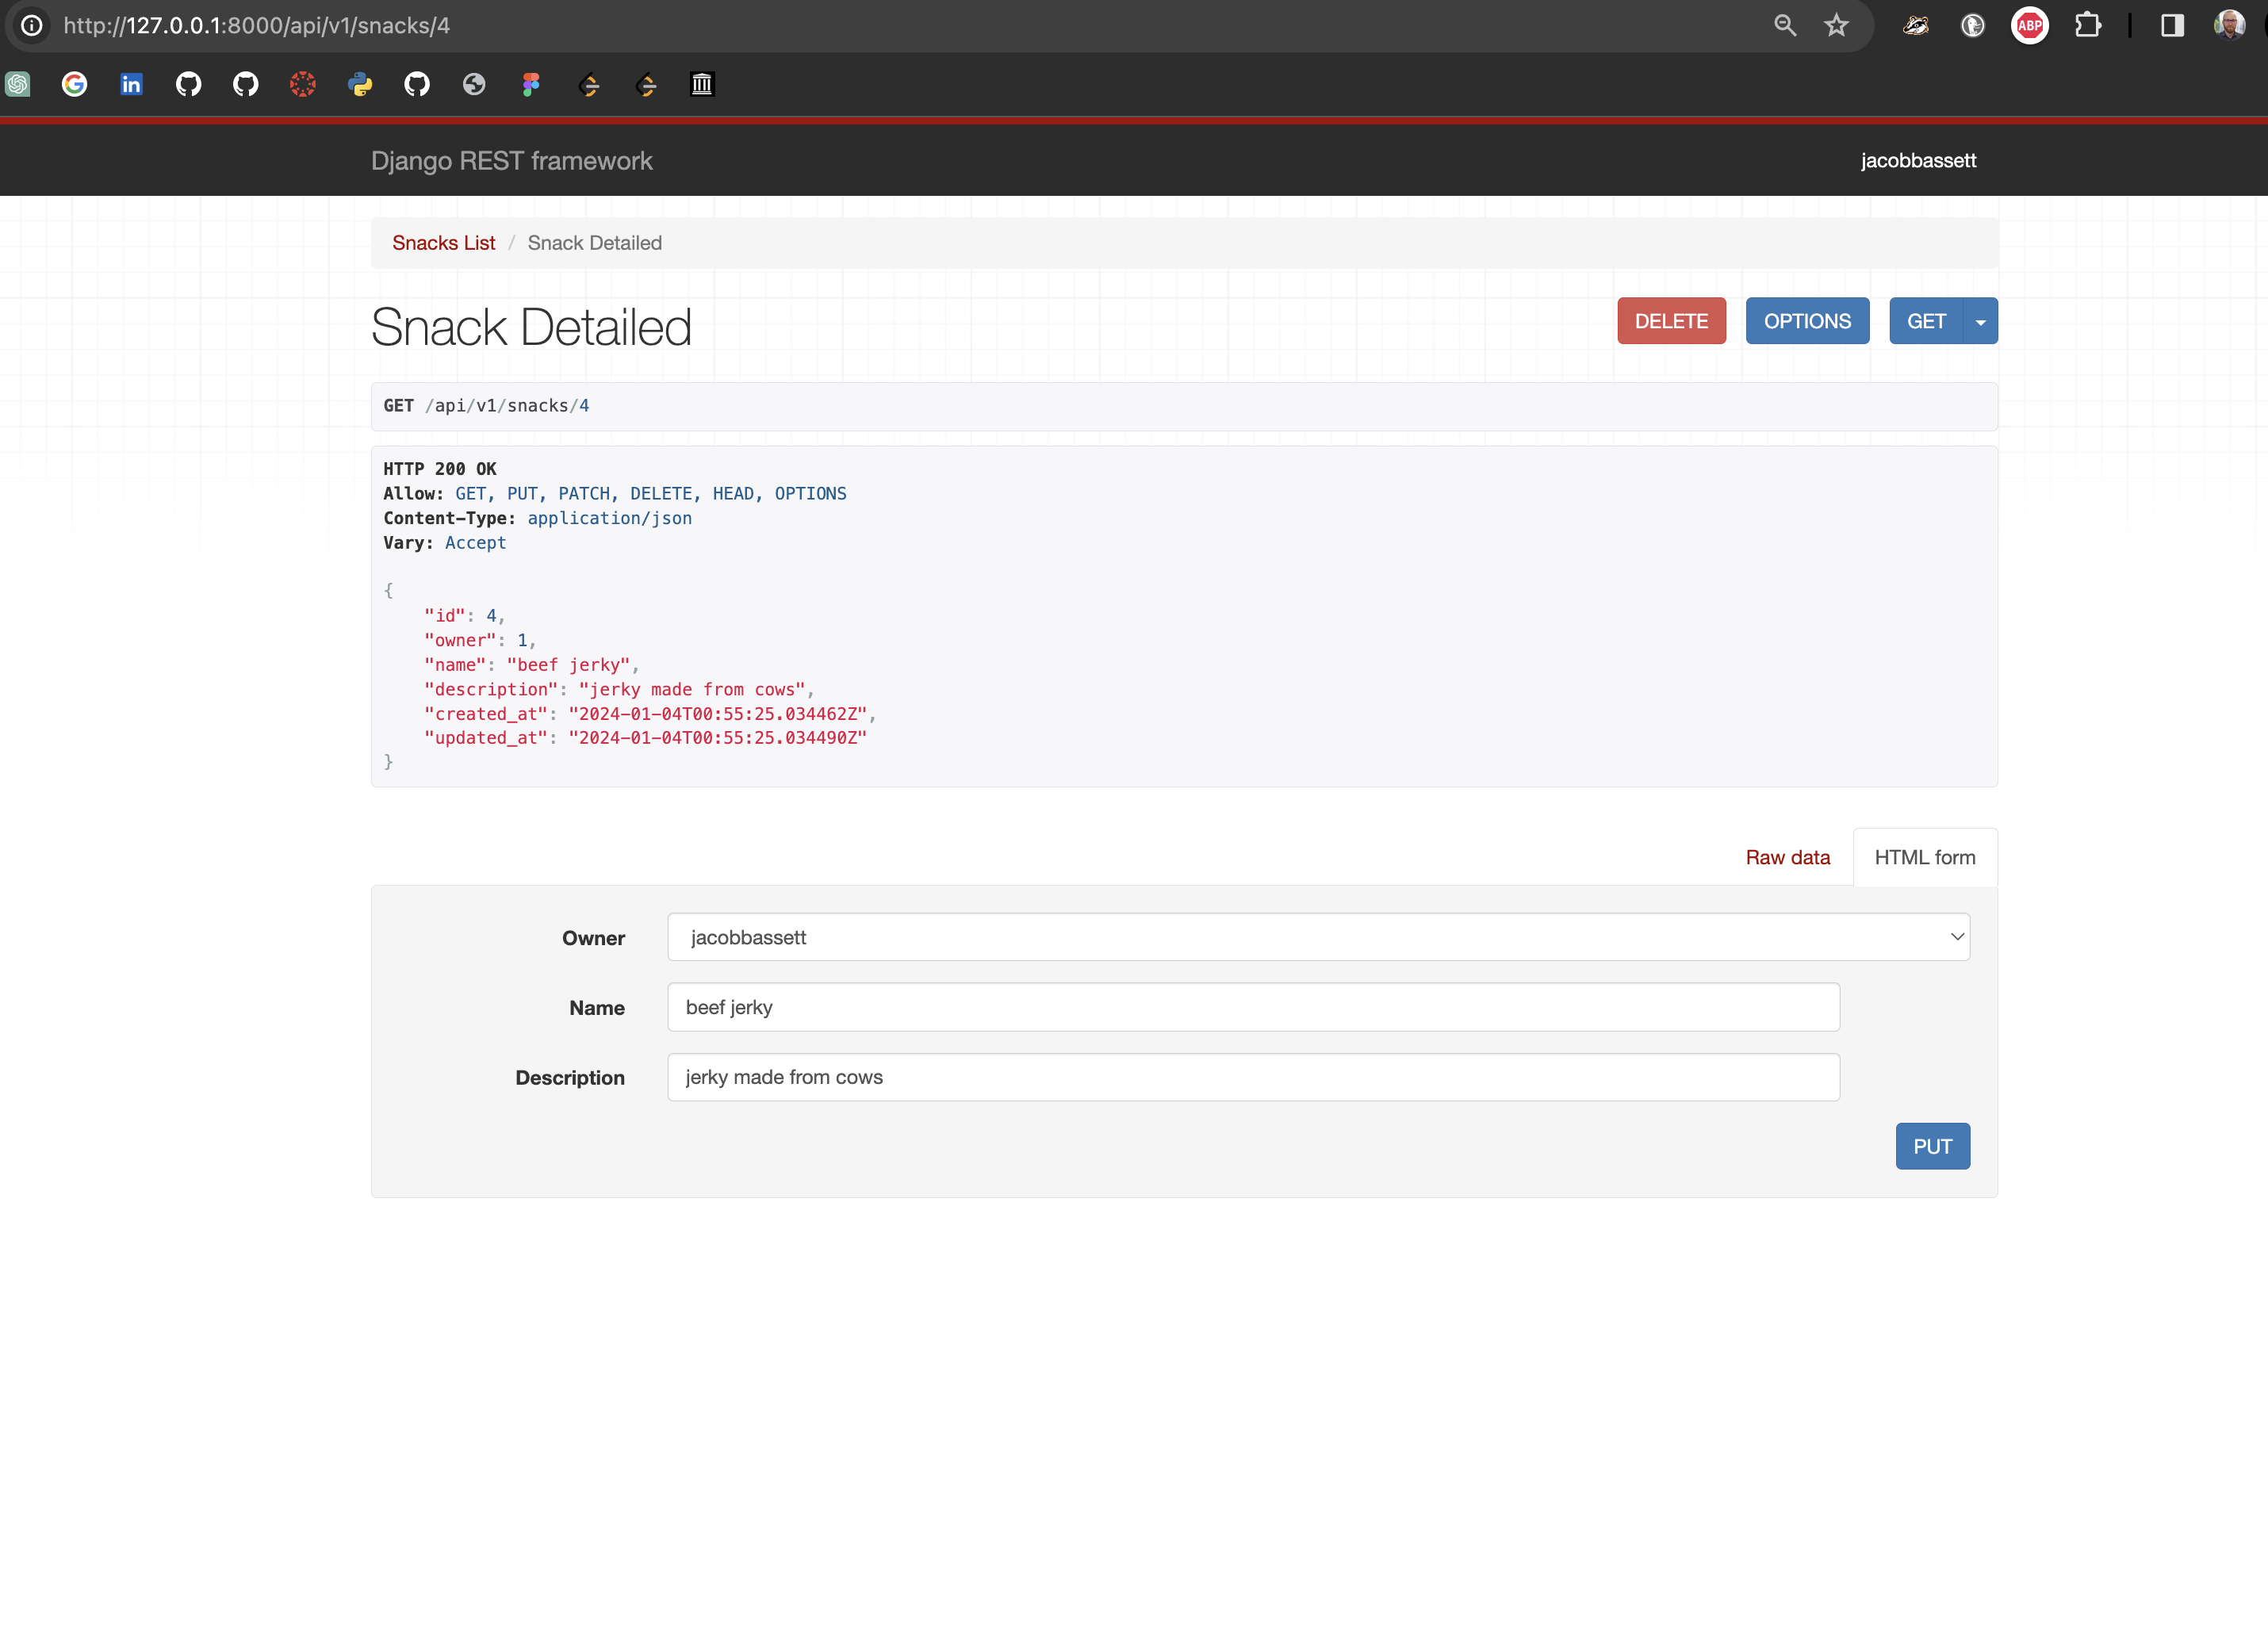 http://127.0.0.1:8000/api/v1/snacks/4
ABP
in
Django REST framework
jacobbassett
Snacks List / Snack Detailed
Snack Detailed
DELETE
OPTIONS
GET
GET /api/v1/snacks/4
HTTP 200 OK
Allow: GET, PUT, PATCH, DELETE, HEAD, OPTIONS
Content-Type: application/json
Vary: Accept
{
    "id": 4,
    "owner": 1,
    "name": "beef jerky",
    "description": "jerky made from cows",
    "created_at": "2024-01-04T00:55:25.034462Z",
    "updated_at": "2024-01-04T00:55:25.034490Z"
}
Raw data
HTML form
Owner
jacobbassett
Name
beef jerky
Description
jerky made from cows
PUT